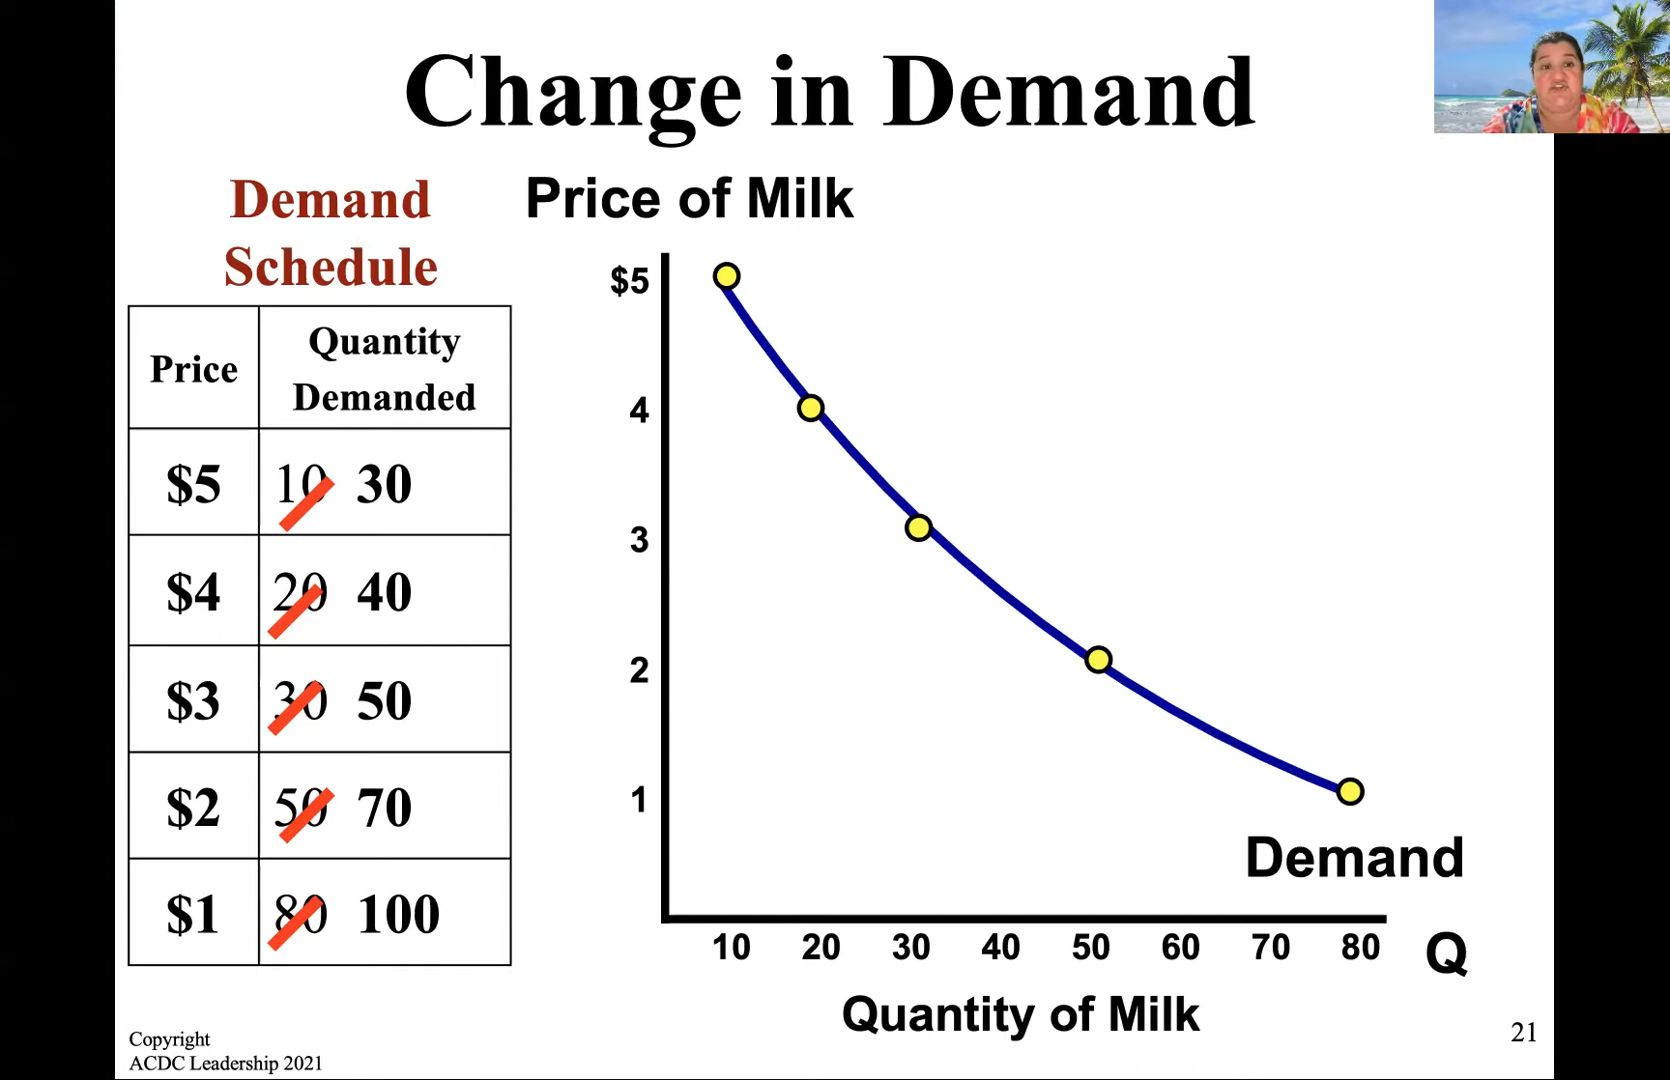 Change in Demand
Demand
Schedule
Price
Quantity
Demanded
$5
10 30
$4
20 40
$3
30 50
$2
50 70
$1
80 100
Price of Milk
$5
4
3
2
1
Demand
10 20 30 40 50 60 70 80 Q
Quantity of Milk
Copyright
ACDC Leadership 2021
21